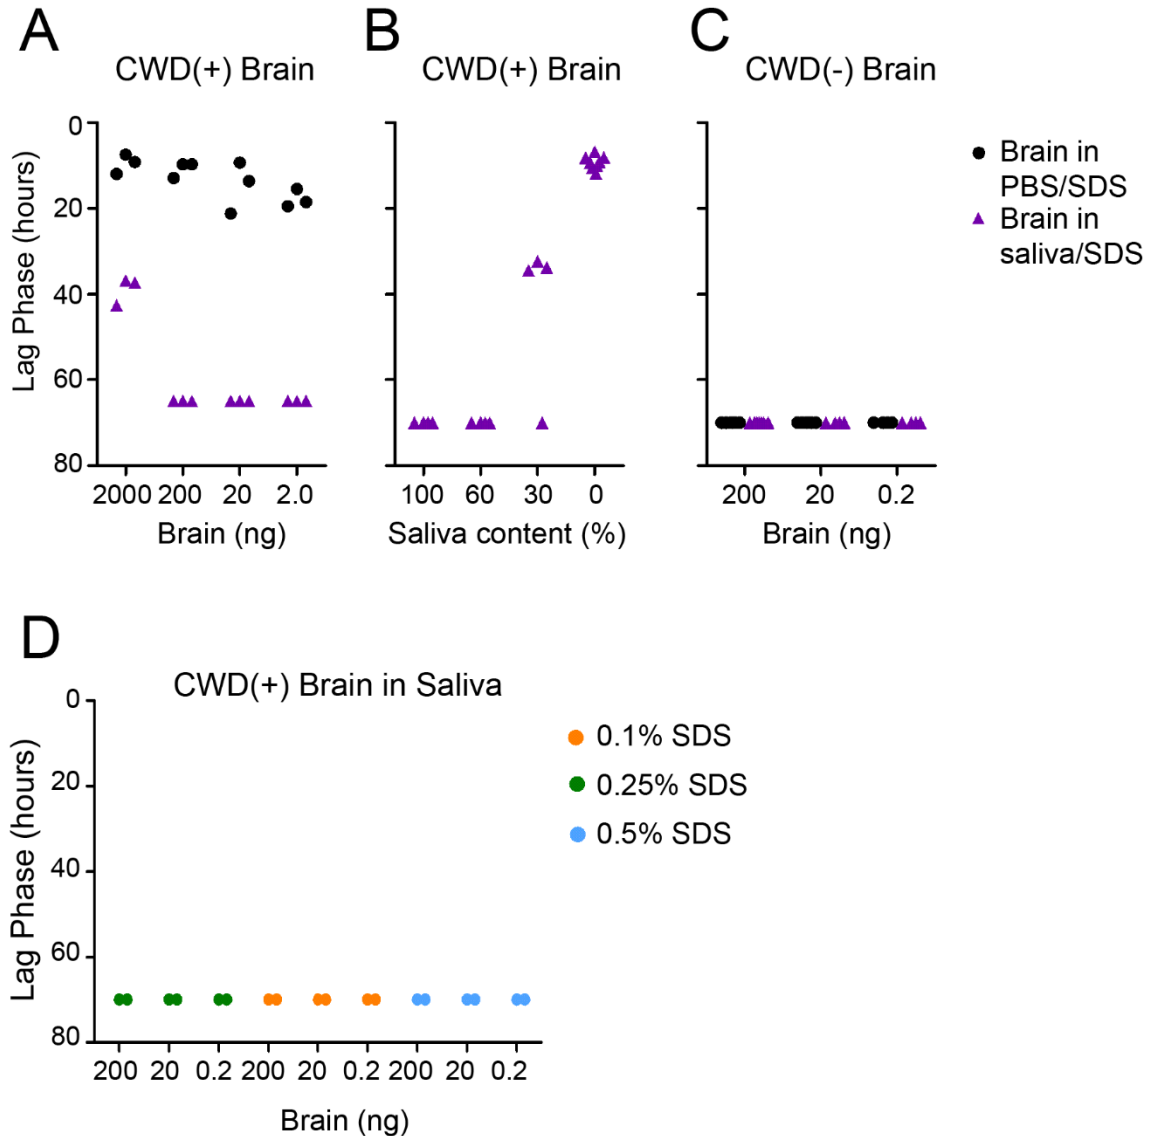 A
B
C
CWD(+) Brain
CWD(+) Brain
CWD(-) Brain
Lag Phase (hours)
0
20
40
60
80
2000 200 20 2.0
Brain (ng)
100 60 30 0
Saliva content (%)
200 20 0.2
Brain (ng)
Brain in
PBS/SDS
Brain in
saliva/SDS
D
CWD(+) Brain in Saliva
Lag Phase (hours)
0
20
40
60
80
200 20 0.2 200 20 0.2 200 20 0.2
Brain (ng)
0.1% SDS
0.25% SDS
0.5% SDS